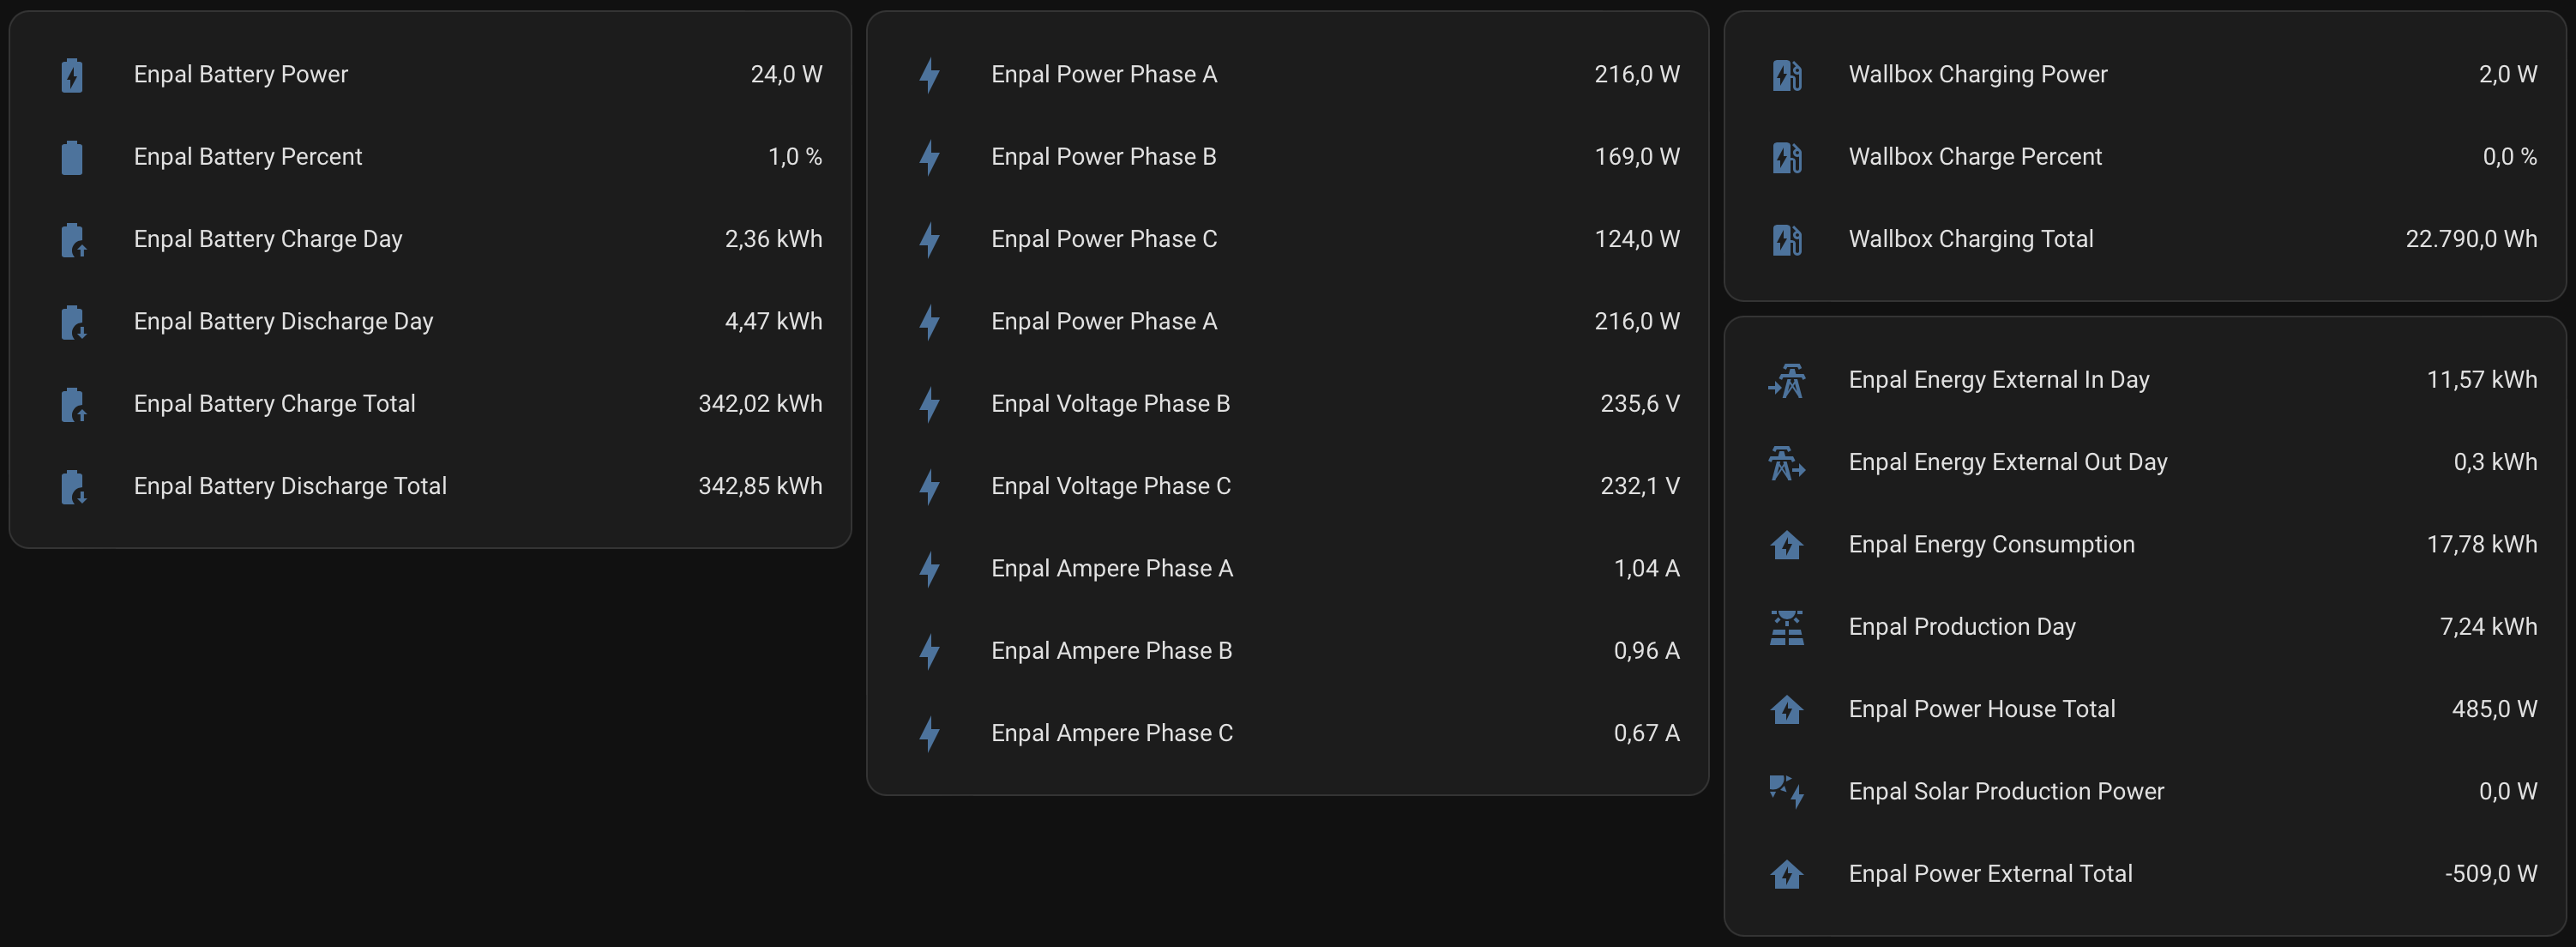 Enpal Battery Power 24,0 W
Enpal Battery Percent 1,0 %
Enpal Battery Charge Day 2,36 kWh
Enpal Battery Discharge Day 4,47 kWh
Enpal Battery Charge Total 342,02 kWh
Enpal Battery Discharge Total 342,85 kWh
Enpal Power Phase A 216,0 W
Enpal Power Phase B 169,0 W
Enpal Power Phase C 124,0 W
Enpal Power Phase A 216,0 W
Enpal Voltage Phase B 235,6 V
Enpal Voltage Phase C 232,1 V
Enpal Ampere Phase A 1,04 A
Enpal Ampere Phase B 0,96 A
Enpal Ampere Phase C 0,67 A
Wallbox Charging Power 2,0 W
Wallbox Charge Percent 0,0 %
Wallbox Charging Total 22.790,0 Wh
Enpal Energy External In Day 11,57 kWh
Enpal Energy External Out Day 0,3 kWh
Enpal Energy Consumption 17,78 kWh
Enpal Production Day 7,24 kWh
Enpal Power House Total 485,0 W
Enpal Solar Production Power 0,0 W
Enpal Power External Total -509,0 W